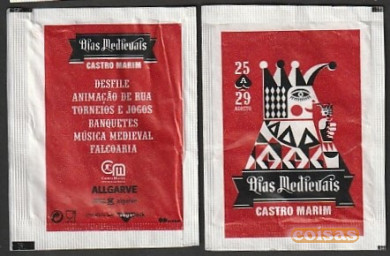 Dias Medievais
CASTRO MARIM
DESFILE
ANIMAÇÃO DE RUA
TORNEIOS E JOGOS
BANQUETES
MÚSICA MEDIEVAL
FALCOARIA
ALLGARVE
25
A
29
AGOSTO
Dias Medievais
CASTRO MARIM
coisas